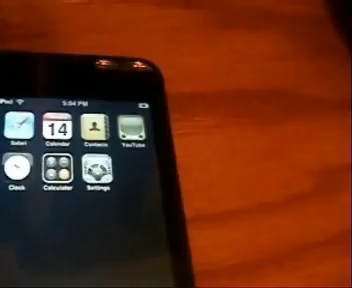 iPod 5:04 PM
14
Safari Calendar Contacts YouTube
Clock Calculator Settings